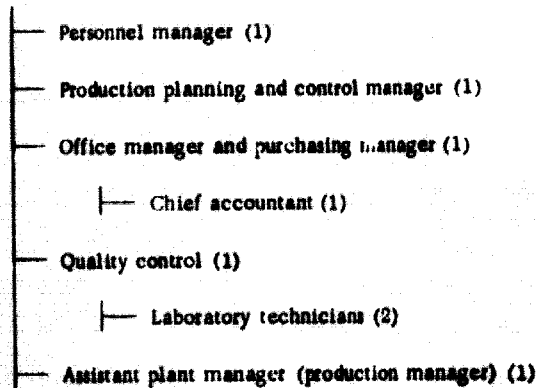 Personnel manager (1)
Production planning and control manager (1)
Office manager and purchasing manager (1)
Chief accountant (1)
Quality control (1)
Laboratory technicians (2)
Assistant plant manager (production manager) (1)